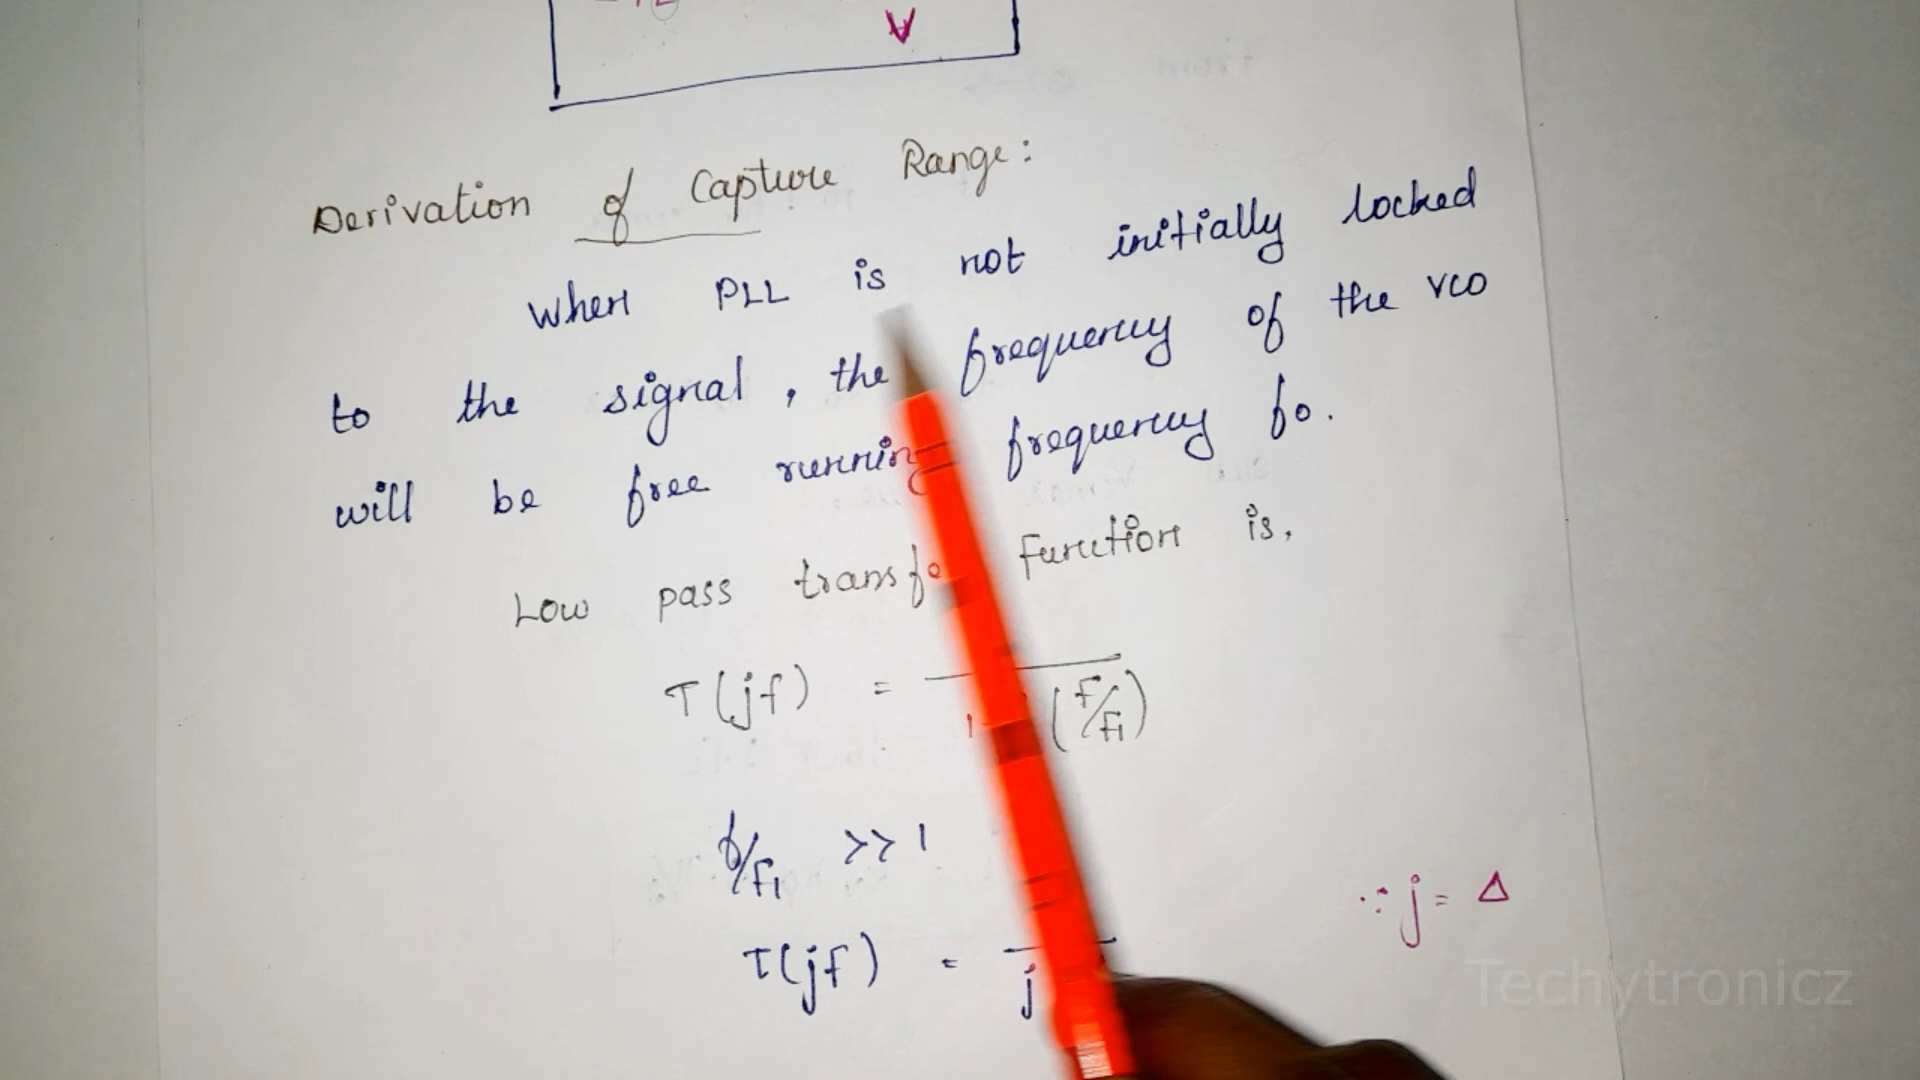 Derivation of Capture Range:
When PLL is not initially locked
to the signal, the frequency of the VCO
will be free running frequency fo.
Low pass function is,
T(jf) = (f/f1)
f/f1 >> 1
∵ j = Δ
T(jf) = j
Techytronicz